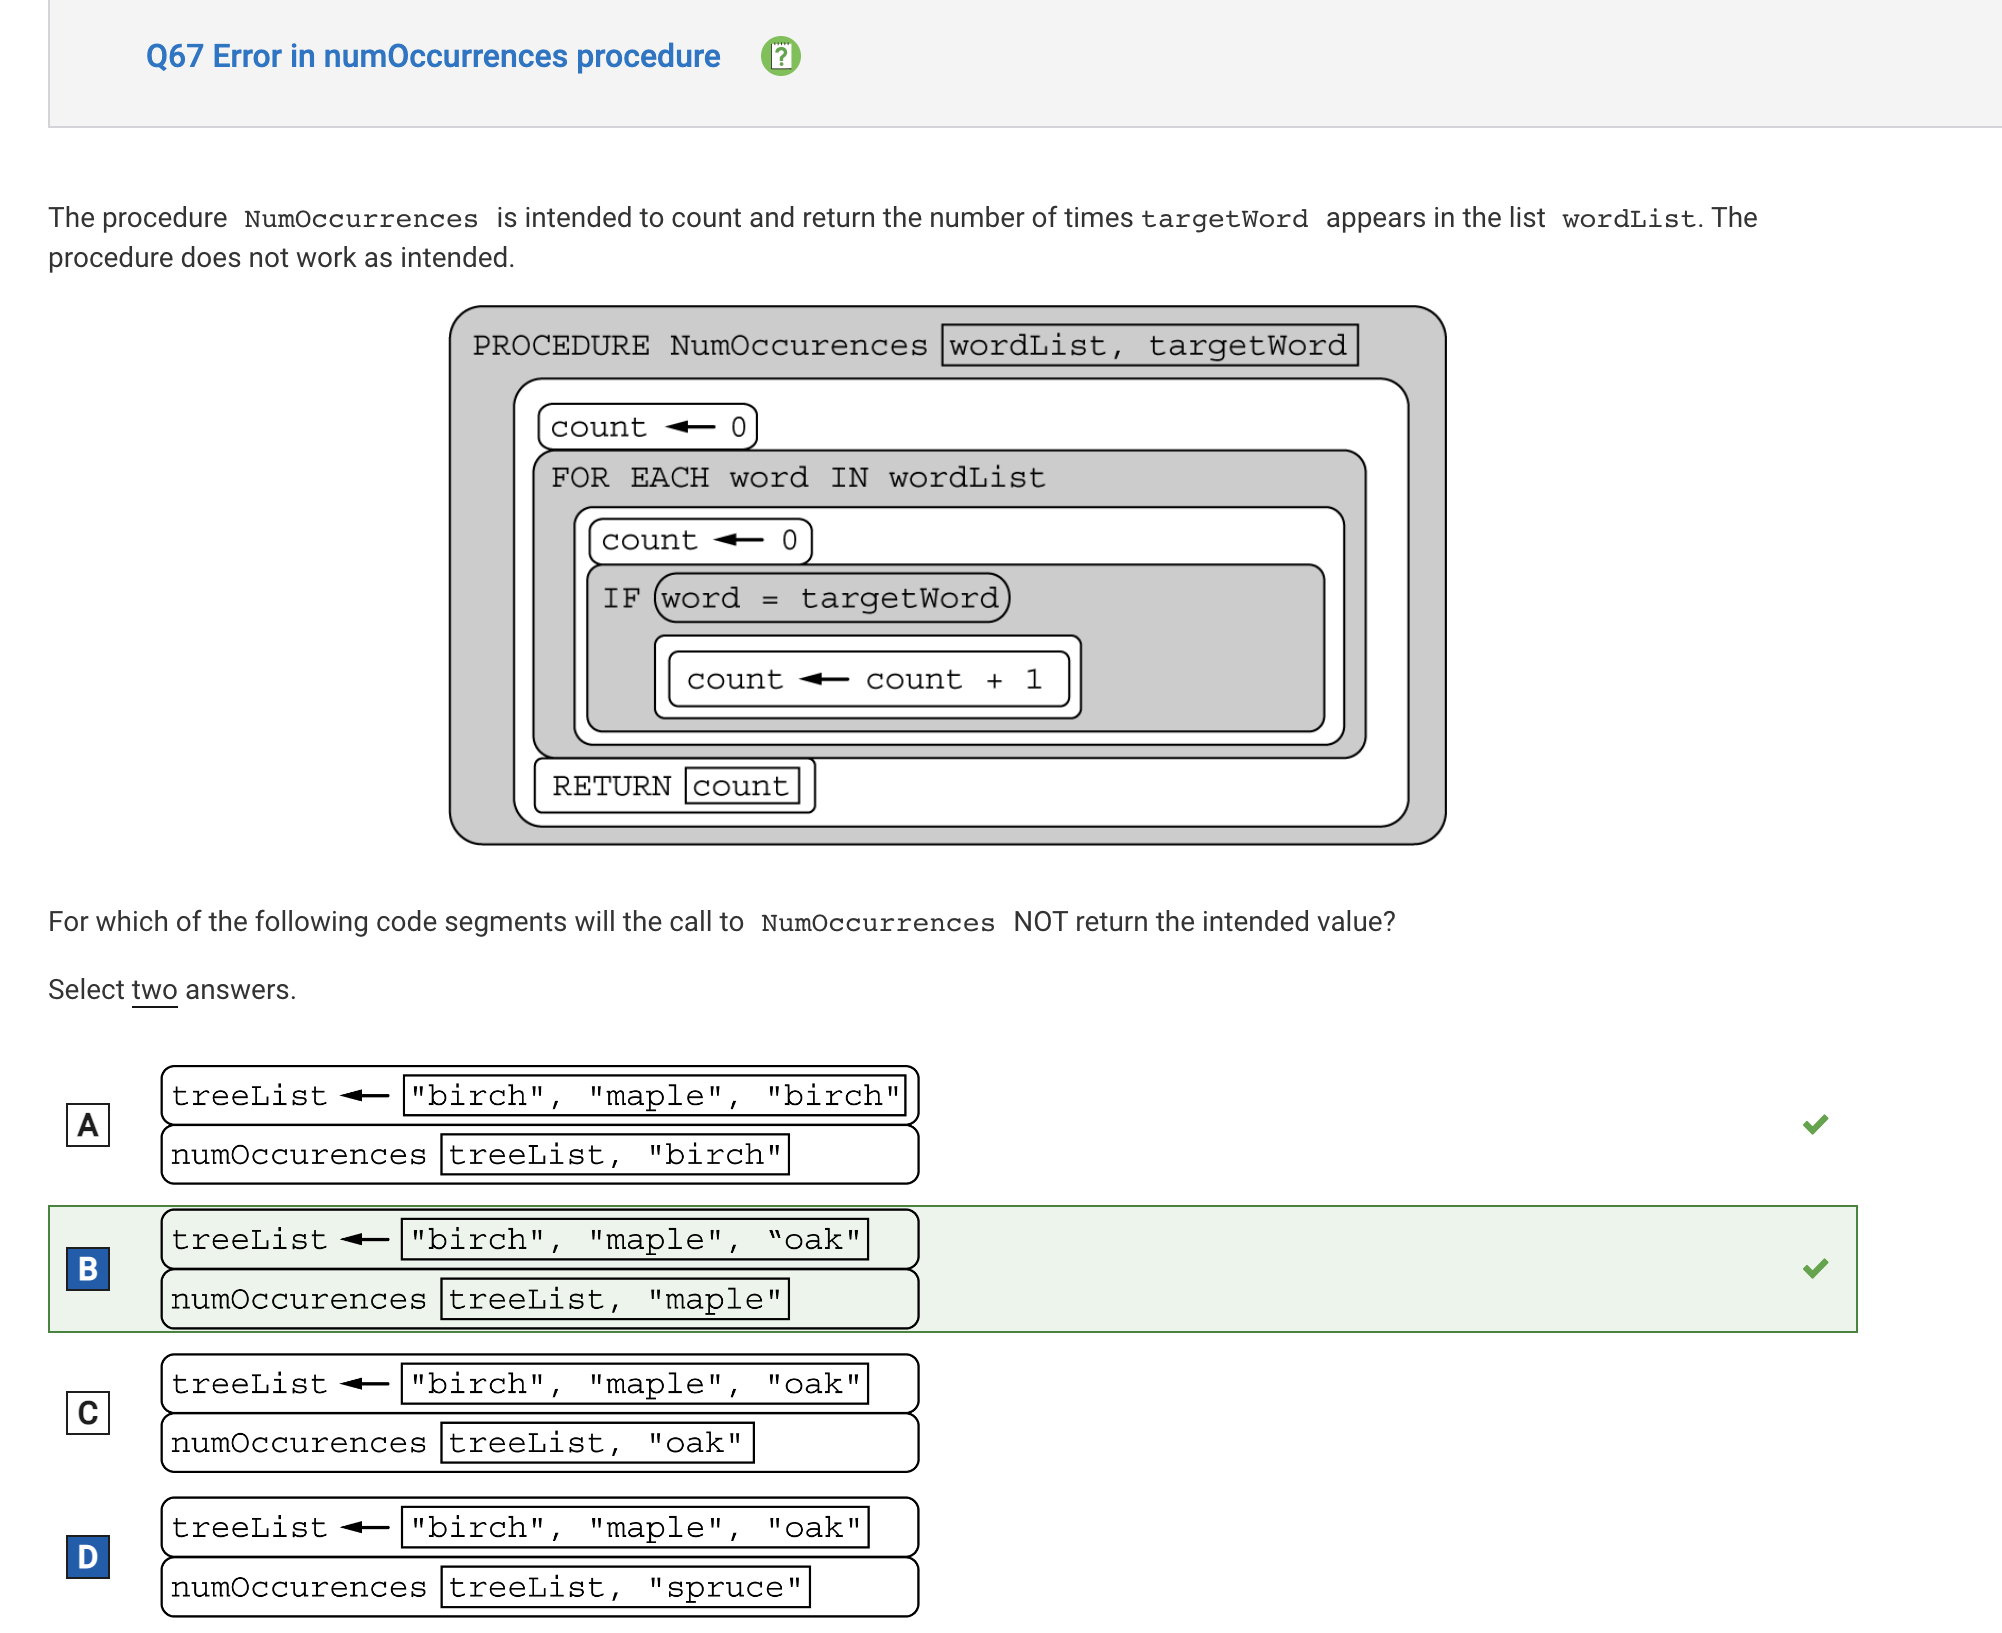 Q67 Error in numOccurrences procedure ?
The procedure NumOccurrences is intended to count and return the number of times targetWord appears in the list wordList. The
procedure does not work as intended.
PROCEDURE NumOccurences wordList, targetWord
count ← 0
FOR EACH word IN wordList
count ← 0
IF word = targetWord
count ← count + 1
RETURN count
For which of the following code segments will the call to NumOccurrences NOT return the intended value?
Select two answers.
A
treeList ← "birch", "maple", "birch"
numOccurences treeList, "birch"
B
treeList ← "birch", "maple", “oak"
numOccurences treeList, "maple"
C
treeList ← "birch", "maple", "oak"
numOccurences treeList, "oak"
D
treeList ← "birch", "maple", "oak"
numOccurences treeList, "spruce"